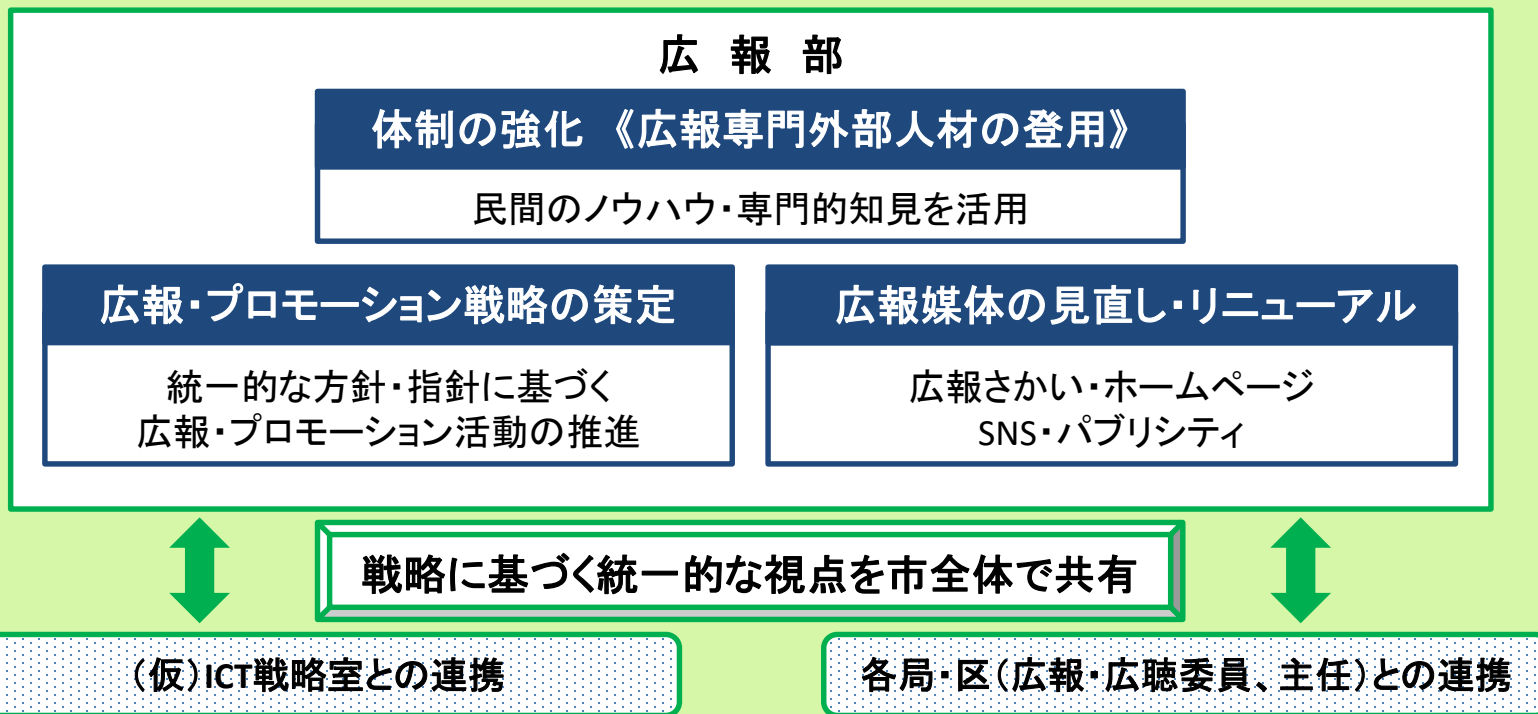 広 報 部
体制の強化 《広報専門外部人材の登用》
民間のノウハウ・専門的知見を活用
広報・プロモーション戦略の策定
統一的な方針・指針に基づく
広報・プロモーション活動の推進
広報媒体の見直し・リニューアル
広報さかい・ホームページ
SNS・パブリシティ
戦略に基づく統一的な視点を市全体で共有
（仮）ICT戦略室との連携
各局・区（広報・広聴委員、主任）との連携